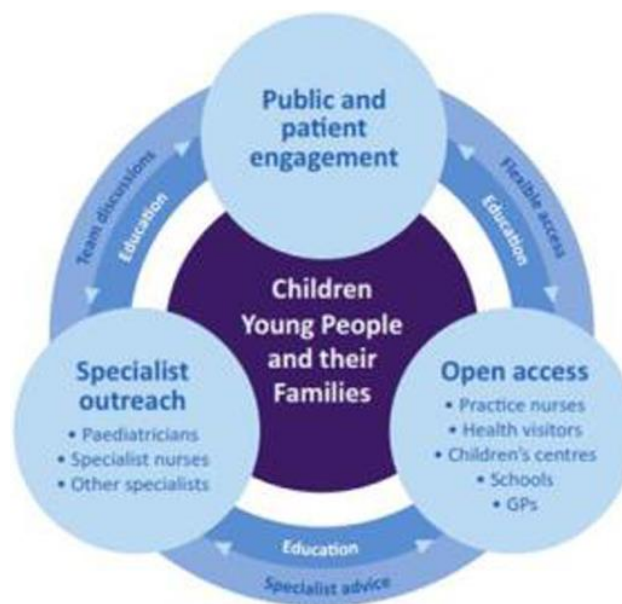 Public and
patient
engagement
Team discussions
Education
Flexible access
Education
Children
Young People
and their
Families
Specialist
outreach
• Paediatricians
• Specialist nurses
• Other specialists
Open access
• Practice nurses
• Health visitors
• Children's centres
• Schools
• GPs
Education
Specialist advice